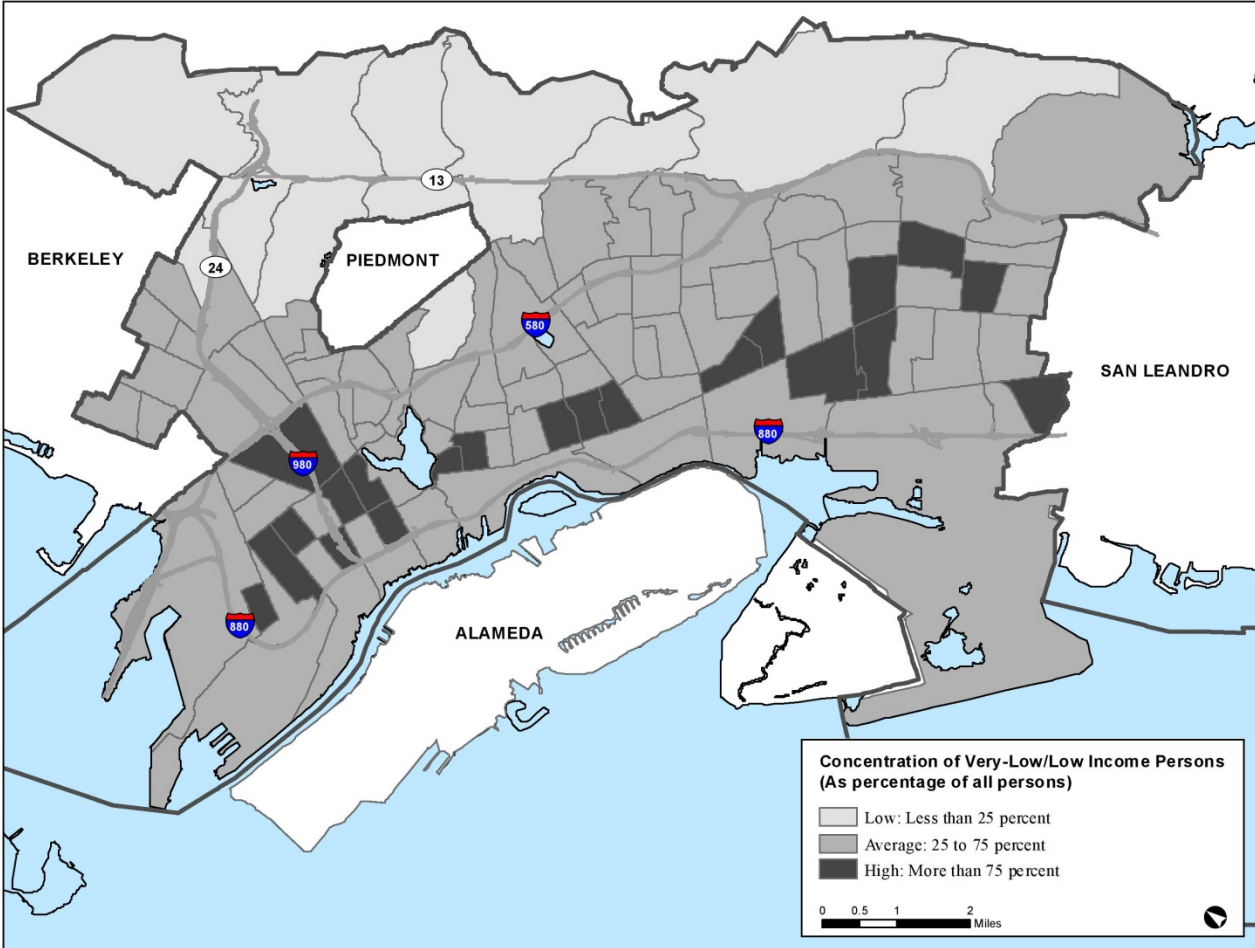 13
BERKELEY
PIEDMONT
24
580
SAN LEANDRO
880
980
880
ALAMEDA
Concentration of Very-Low/Low Income Persons
(As percentage of all persons)
Low: Less than 25 percent
Average: 25 to 75 percent
High: More than 75 percent
0 0.5 1 2
Miles